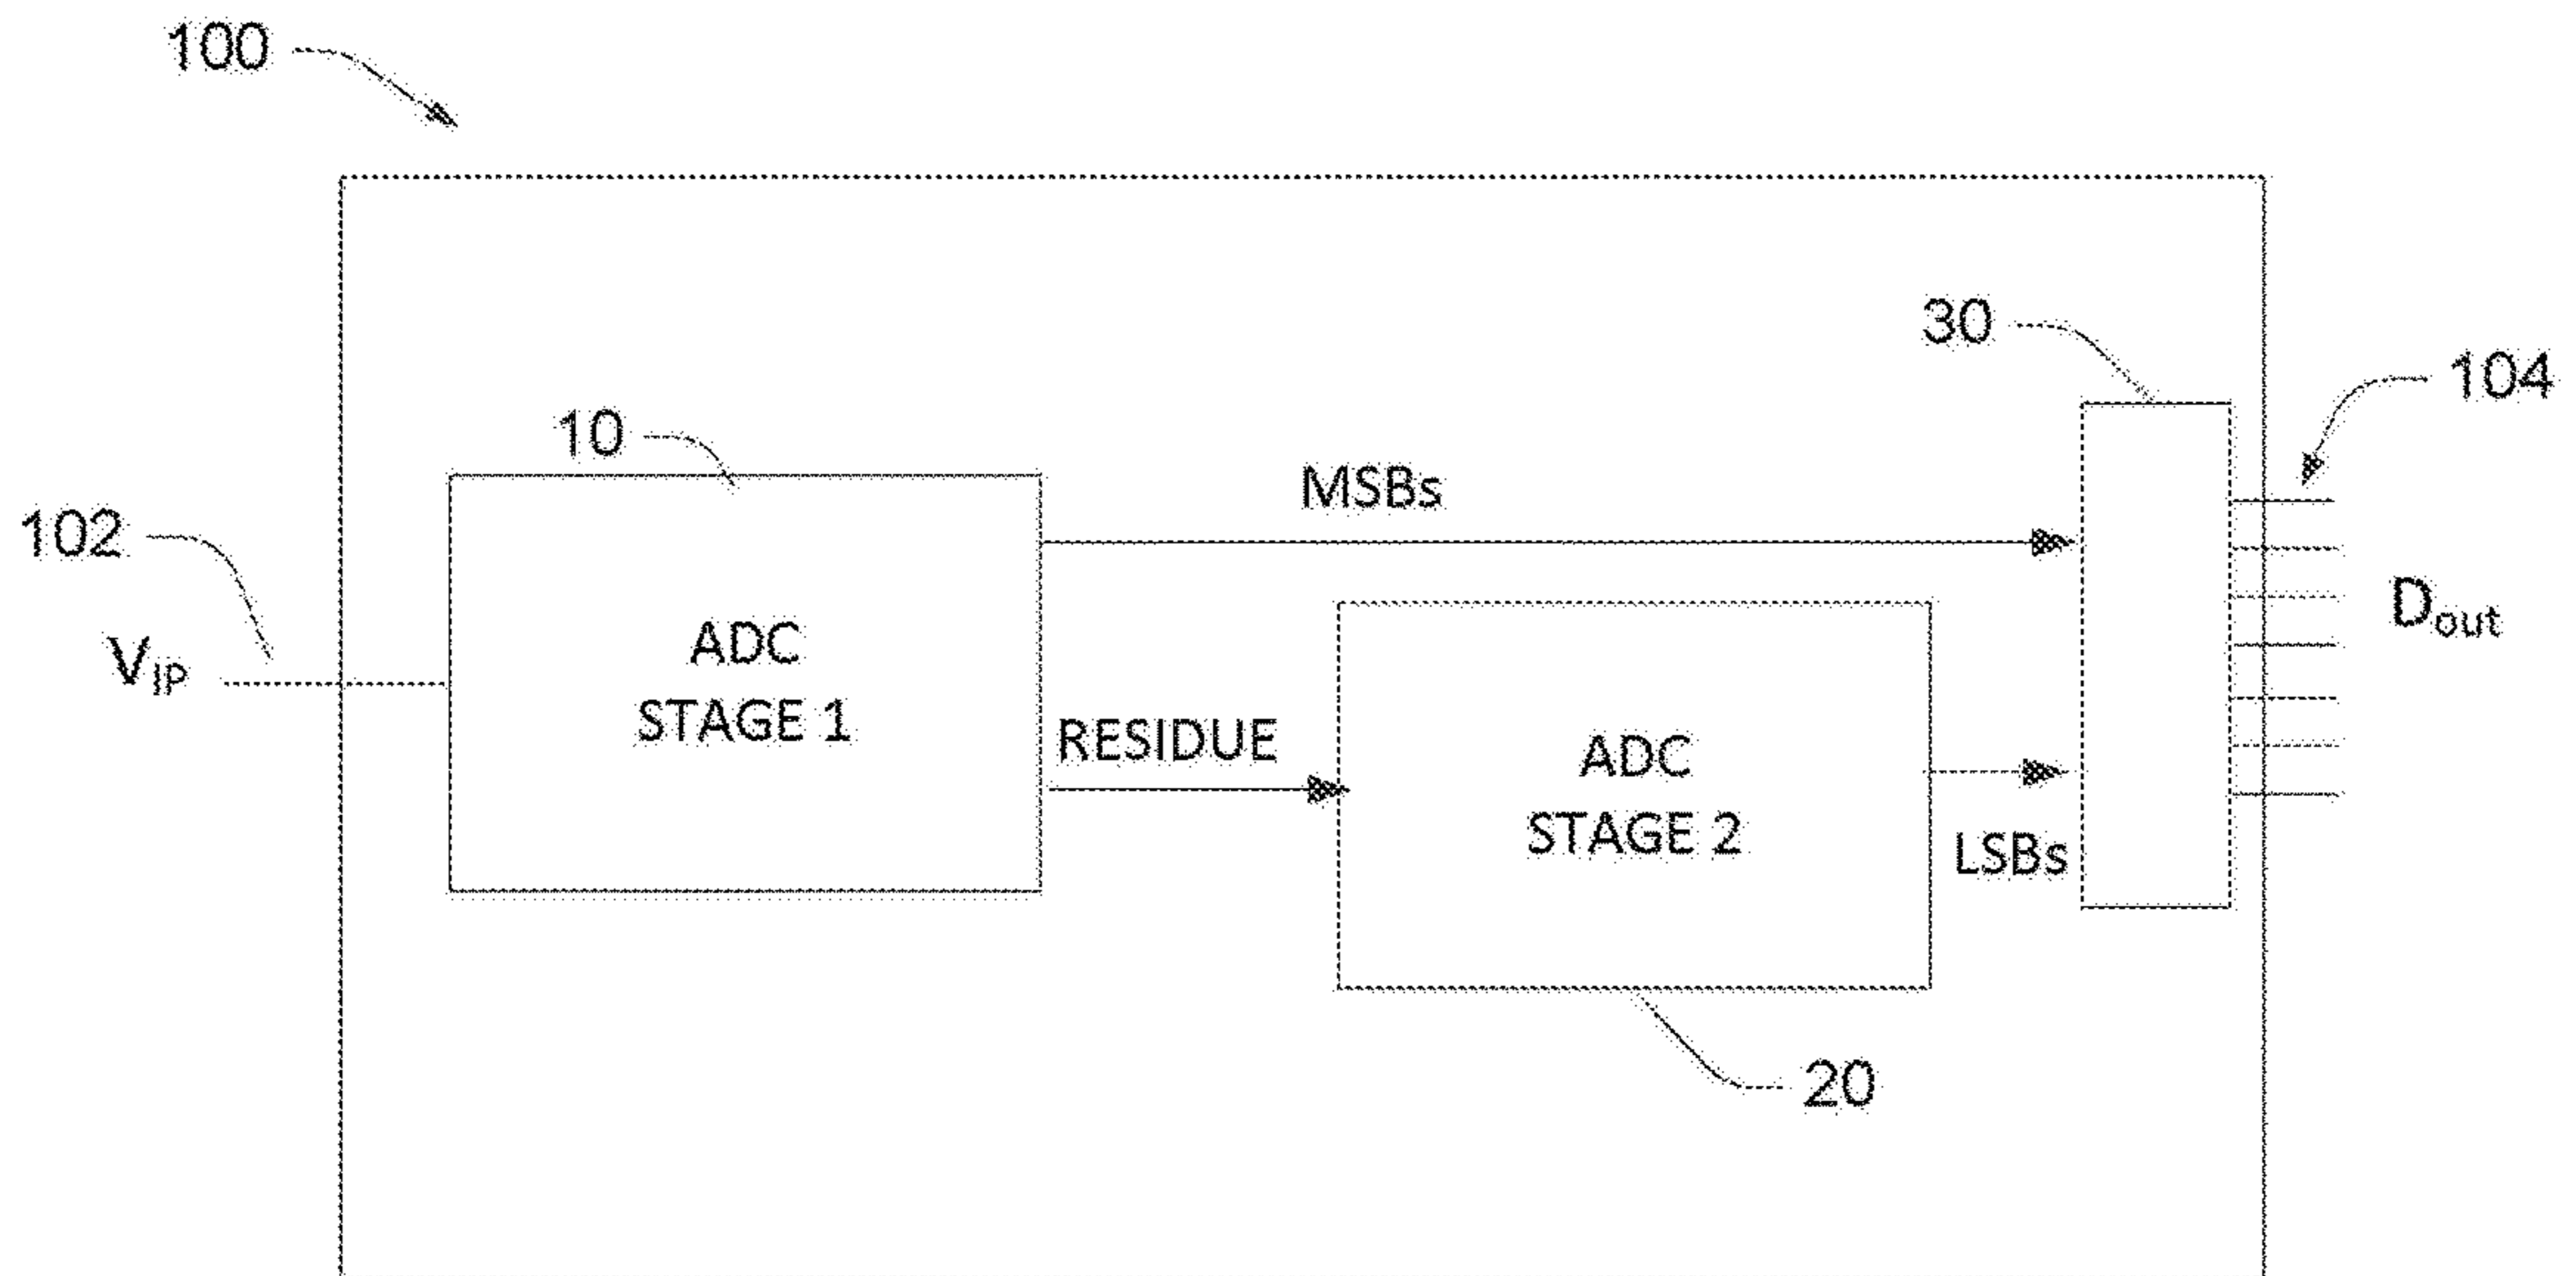 100
30
104
10
MSBs
102
Dout
ADC
STAGE 1
VIP
RESIDUE
ADC
STAGE 2
LSBs
20